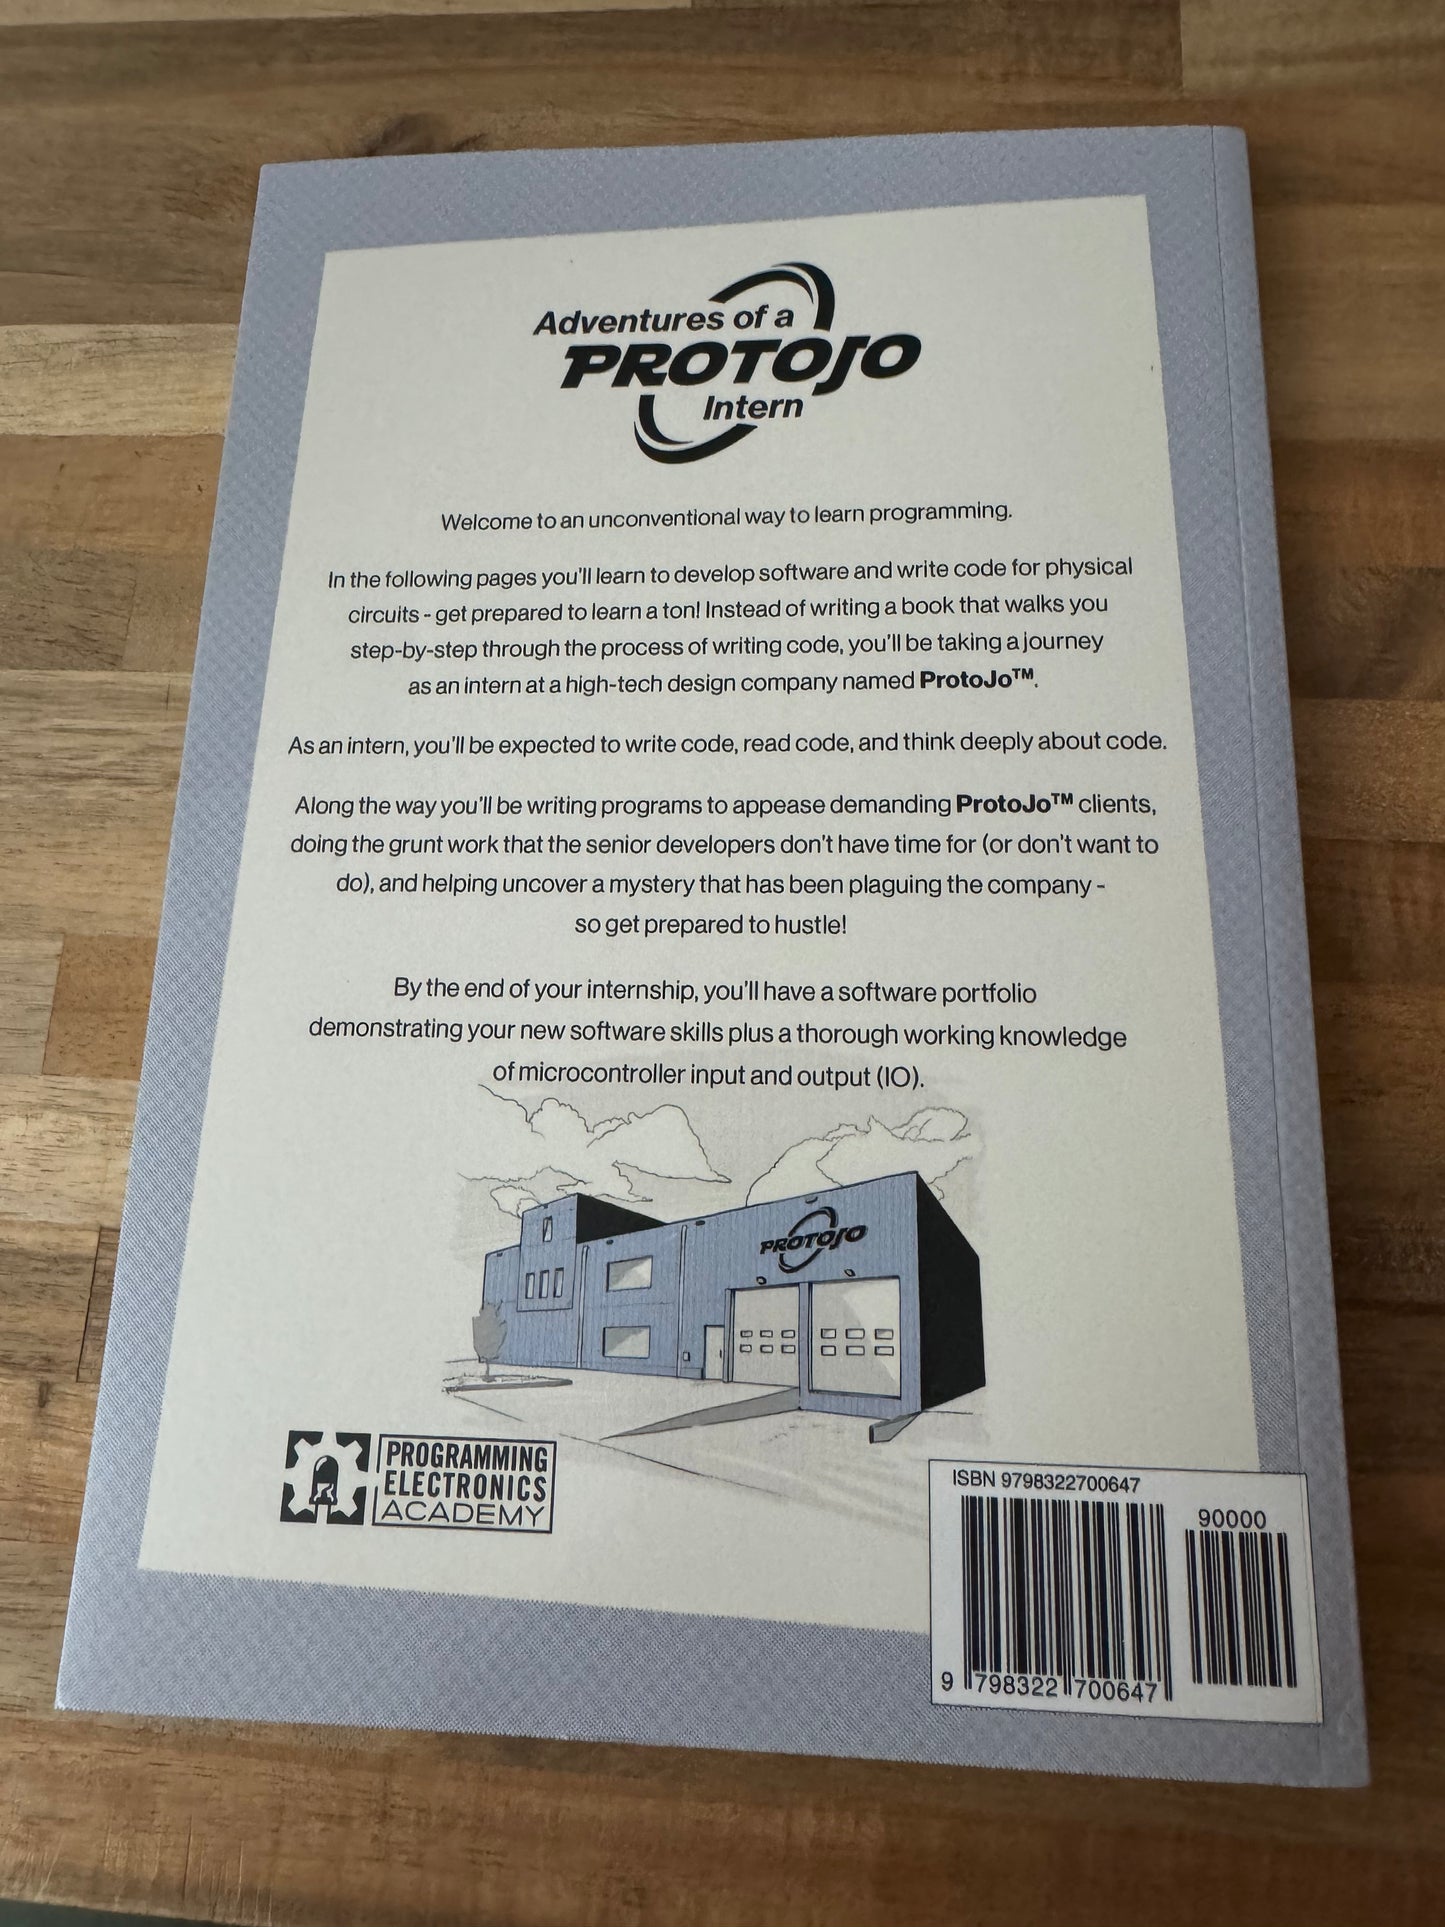 Adventures of a
PROTOJO
Intern
Welcome to an unconventional way to learn programming.
In the following pages you'll learn to develop software and write code for physical
circuits - get prepared to learn a ton! Instead of writing a book that walks you
step-by-step through the process of writing code, you'll be taking a journey
as an intern at a high-tech design company named ProtoJo™.
As an intern, you'll be expected to write code, read code, and think deeply about code.
Along the way you'll be writing programs to appease demanding ProtoJo™ clients,
doing the grunt work that the senior developers don't have time for (or don't want to
do), and helping uncover a mystery that has been plaguing the company -
so get prepared to hustle!
By the end of your internship, you'll have a software portfolio
demonstrating your new software skills plus a thorough working knowledge
of microcontroller input and output (IO).
PROTOJO
PROGRAMMING
ELECTRONICS
ACADEMY
ISBN 9798322700647
90000
9 798322 700647